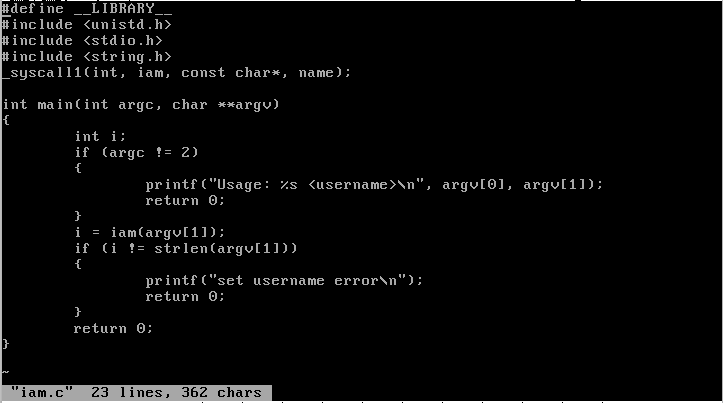 #define __LIBRARY__
#include <unistd.h>
#include <stdio.h>
#include <string.h>
_syscall1(int, iam, const char*, name);

int main(int argc, char **argv)
{
        int i;
        if (argc != 2)
        {
                printf("Usage: %s <username>\n", argv[0], argv[1]);
                return 0;
        }
        i = iam(argv[1]);
        if (i != strlen(argv[1]))
        {
                printf("set username error\n");
                return 0;
        }
        return 0;
}

~
"iam.c"  23 lines, 362 chars